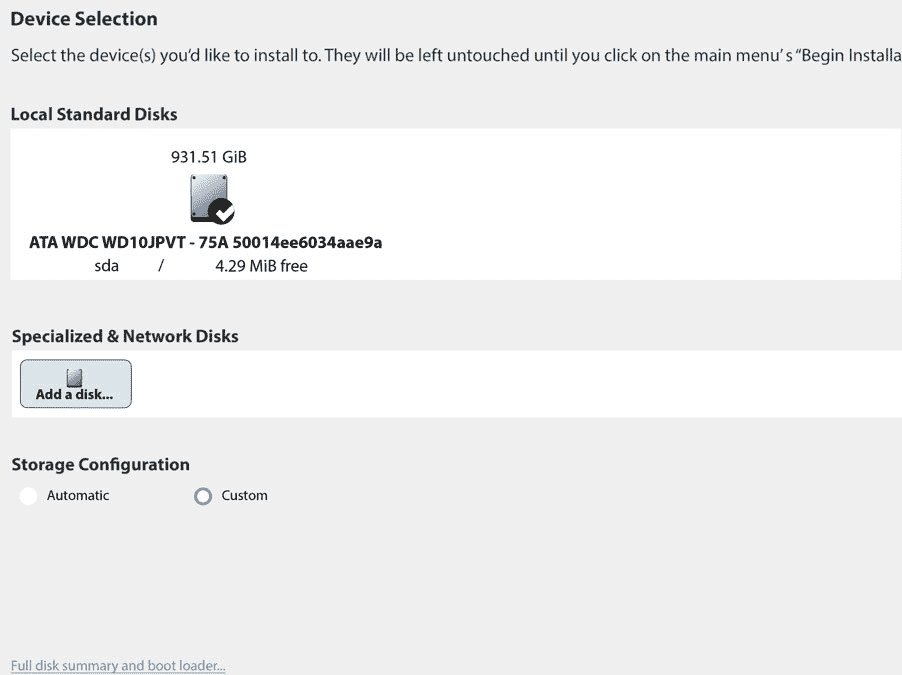 Device Selection
Select the device(s) you'd like to install to. They will be left untouched until you click on the main menu's “Begin Installa
Local Standard Disks
931.51 GiB
ATA WDC WD10JPVT - 75A 50014ee6034aae9a
sda / 4.29 MiB free
Specialized & Network Disks
Add a disk...
Storage Configuration
Automatic Custom
Full disk summary and boot loader...